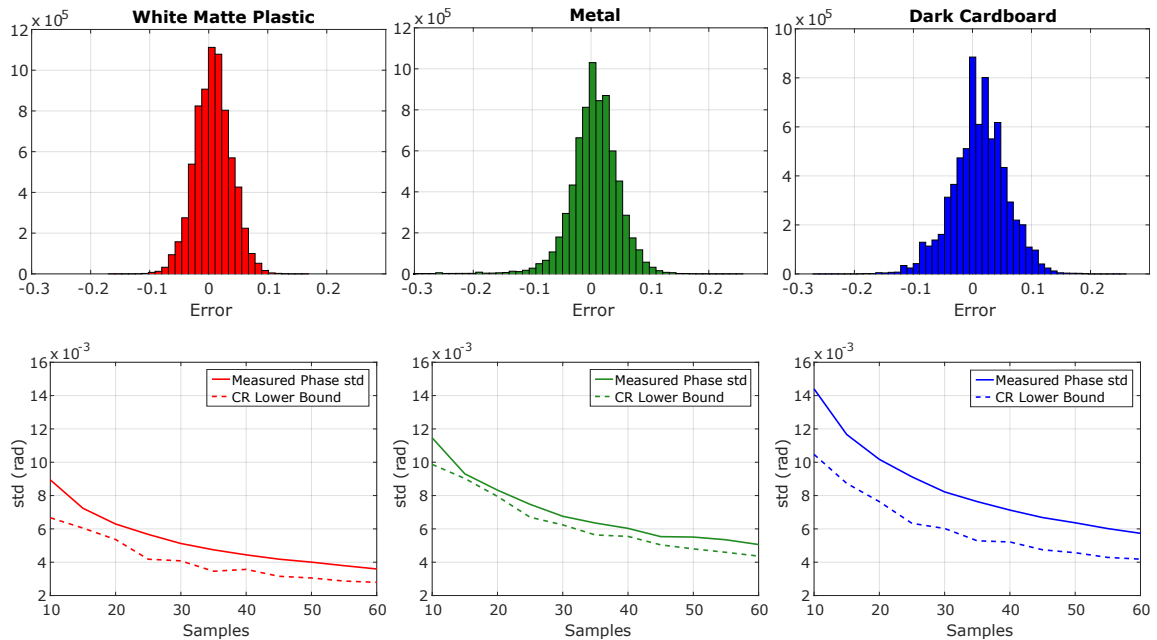 White Matte Plastic
12 × 10^5
10
8
6
4
2
0
-0.3 -0.2 -0.1 0 0.1 0.2
Error
Metal
12 × 10^5
10
8
6
4
2
0
-0.3 -0.2 -0.1 0 0.1 0.2
Error
Dark Cardboard
10 × 10^5
8
6
4
2
0
-0.3 -0.2 -0.1 0 0.1 0.2
Error
16 × 10^-3
14
12
10
8
6
4
2
std (rad)
Measured Phase std
CR Lower Bound
10 20 30 40 50 60
Samples
16 × 10^-3
14
12
10
8
6
4
2
std (rad)
Measured Phase std
CR Lower Bound
10 20 30 40 50 60
Samples
16 × 10^-3
14
12
10
8
6
4
2
std (rad)
Measured Phase std
CR Lower Bound
10 20 30 40 50 60
Samples